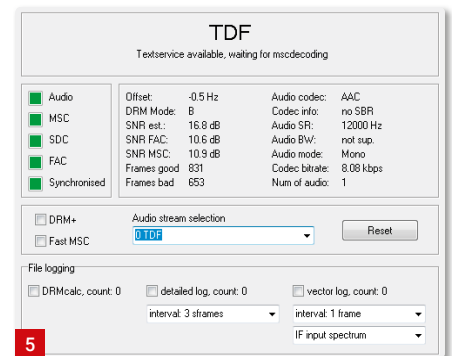 TDF
Textservice available, waiting for mscdecoding
Audio
MSC
SDC
FAC
Synchronised
Offset: -0.5 Hz
DRM Mode: B
SNR est.: 16.8 dB
SNR FAC: 10.6 dB
SNR MSC: 10.9 dB
Frames good 831
Frames bad 653
Audio codec: AAC
Codec info: no SBR
Audio SR: 12000 Hz
Audio BW: not sup.
Audio mode: Mono
Codec bitrate: 8.08 kbps
Num of audio: 1
DRM+
Fast MSC
Audio stream selection
0 TDF
Reset
File logging
DRMcalc, count: 0
detailed log, count: 0
interval: 3 sframes
vector log, count: 0
interval: 1 frame
IF input spectrum
5